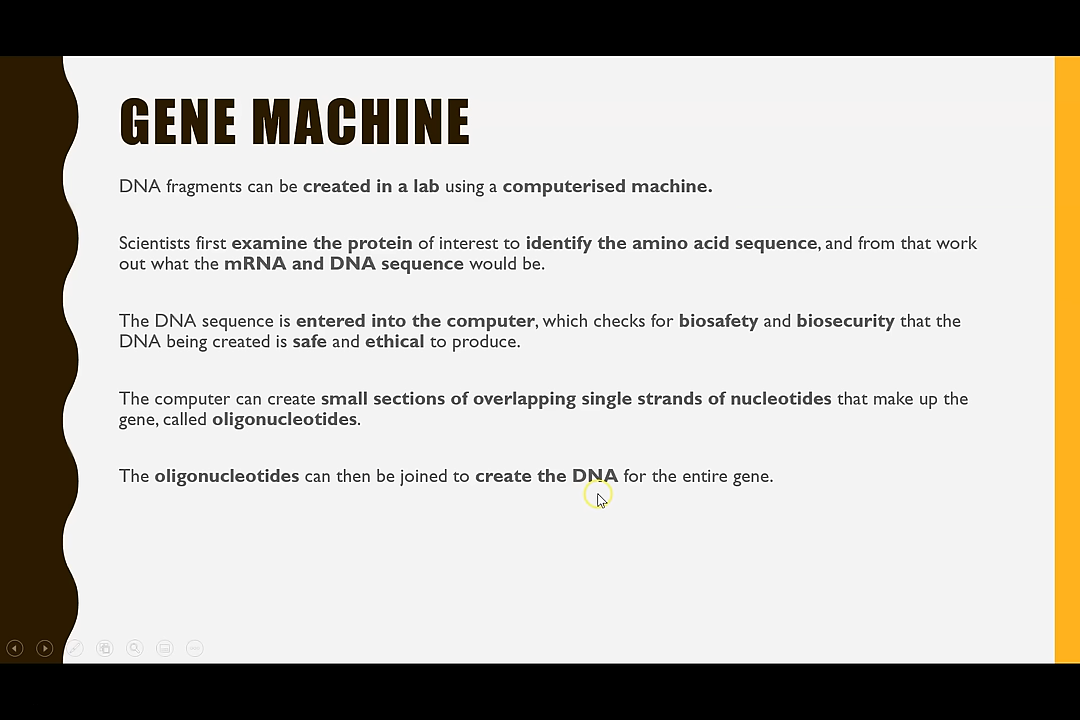 GENE MACHINE
DNA fragments can be created in a lab using a computerised machine.
Scientists first examine the protein of interest to identify the amino acid sequence, and from that work
out what the mRNA and DNA sequence would be.
The DNA sequence is entered into the computer, which checks for biosafety and biosecurity that the
DNA being created is safe and ethical to produce.
The computer can create small sections of overlapping single strands of nucleotides that make up the
gene, called oligonucleotides.
The oligonucleotides can then be joined to create the DNA for the entire gene.